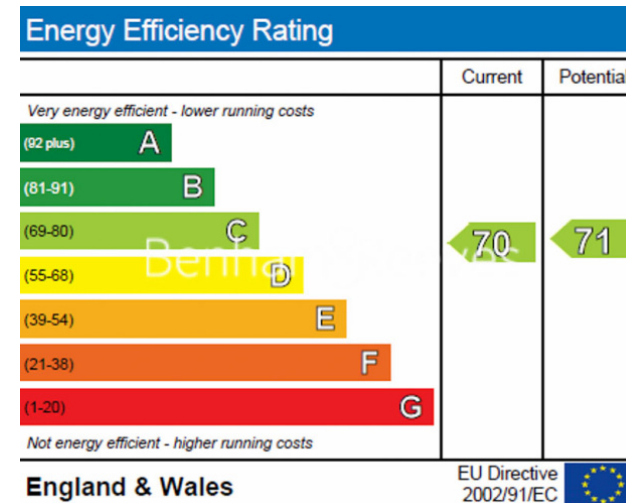 Energy Efficiency Rating
Current Potential
Very energy efficient - lower running costs
(92 plus) A
(81-91) B
(69-80) C 70 71
(55-68) D
(39-54) E
(21-38) F
(1-20) G
Not energy efficient - higher running costs
England & Wales
EU Directive
2002/91/EC